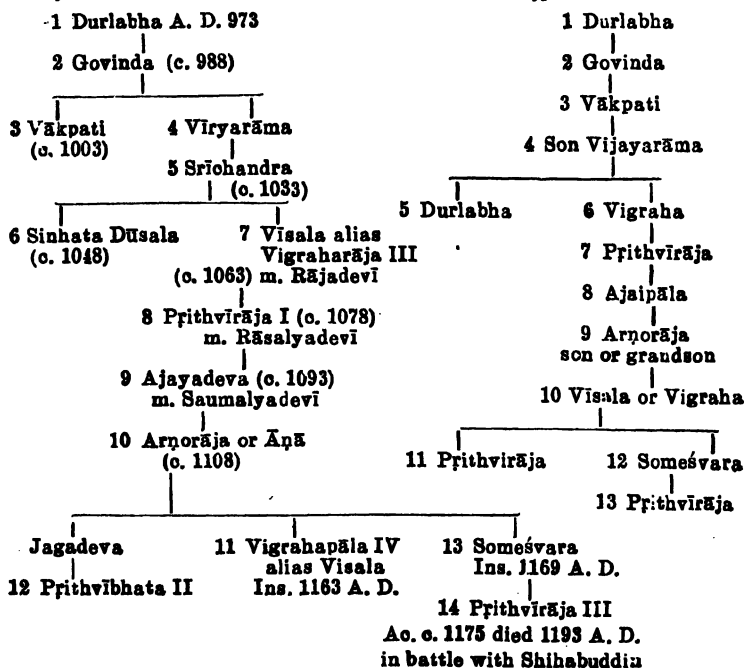 1 Durlabha A. D. 973
2 Govinda (c. 988)
3 Vākpati
(c. 1003)
4 Vīryarāma
5 Srīchandra
(c. 1033)
6 Sinhata Dūsala
(c. 1048)
7 Vīsala alias
Vigraharāja III
(c. 1063) m. Rājadevī
8 Pṛithvīrāja I (c. 1078)
m. Rāsalyadevī
9 Ajayadeva (c. 1093)
m. Saumalyadevī
10 Arṇorāja or Āṇā
(c. 1108)
Jagadeva
12 Pṛithvībhata II
11 Vigrahapāla IV
alias Visala
Ins. 1163 A. D.
13 Someśvara
Ins. 1169 A. D.
14 Pṛithvīrāja III
Ac. c. 1175 died 1193 A. D.
in battle with Shihabuddin
1 Durlabha
2 Govinda
3 Vākpati
4 Son Vijayarāma
5 Durlabha
6 Vigraha
7 Pṛithvīrāja
8 Ajaipāla
9 Arṇorāja
son or grandson
10 Vīsala or Vigraha
11 Pṛithvirāja
12 Someśvara
13 Pṛithvīrāja